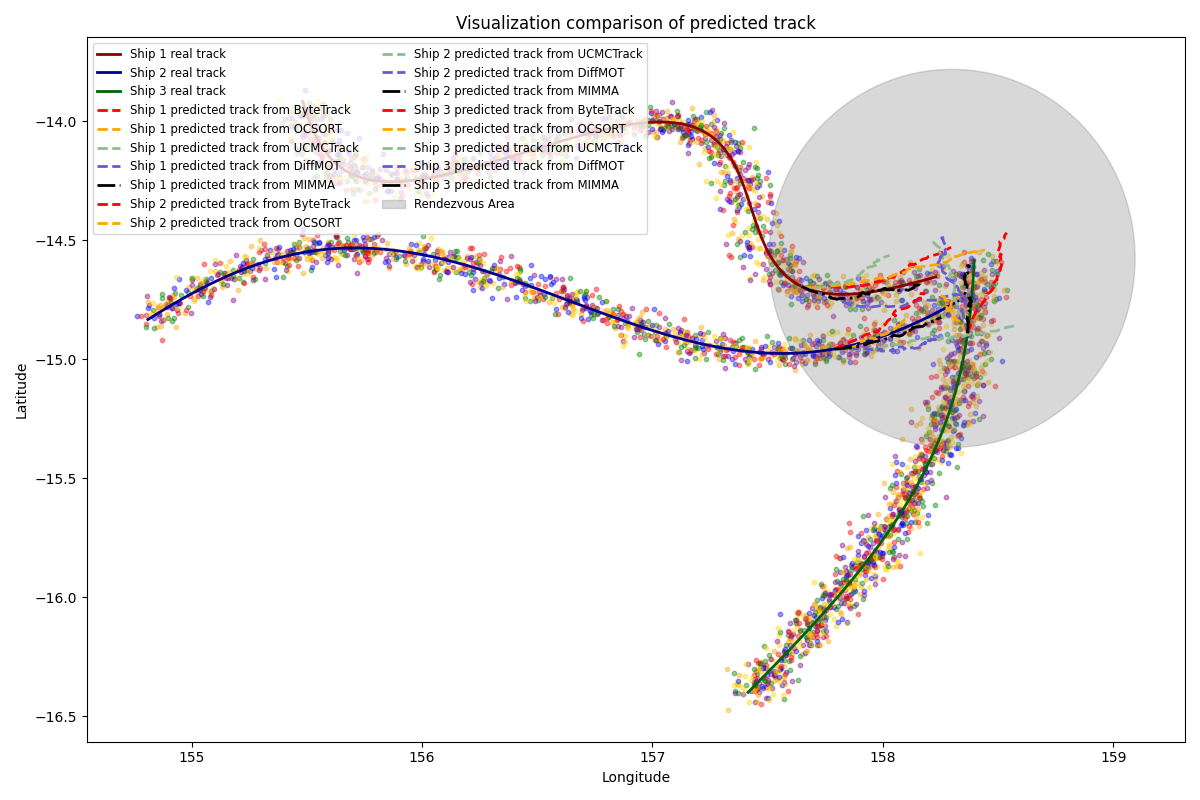 Visualization comparison of predicted track
Ship 1 real track
Ship 2 real track
Ship 3 real track
Ship 1 predicted track from ByteTrack
Ship 1 predicted track from OCSORT
Ship 1 predicted track from UCMCTrack
Ship 1 predicted track from DiffMOT
Ship 1 predicted track from MIMMA
Ship 2 predicted track from ByteTrack
Ship 2 predicted track from OCSORT
Ship 2 predicted track from UCMCTrack
Ship 2 predicted track from DiffMOT
Ship 2 predicted track from MIMMA
Ship 3 predicted track from ByteTrack
Ship 3 predicted track from OCSORT
Ship 3 predicted track from UCMCTrack
Ship 3 predicted track from DiffMOT
Ship 3 predicted track from MIMMA
Rendezvous Area
Latitude
−14.0
−14.5
−15.0
−15.5
−16.0
−16.5
155
156
157
158
159
Longitude